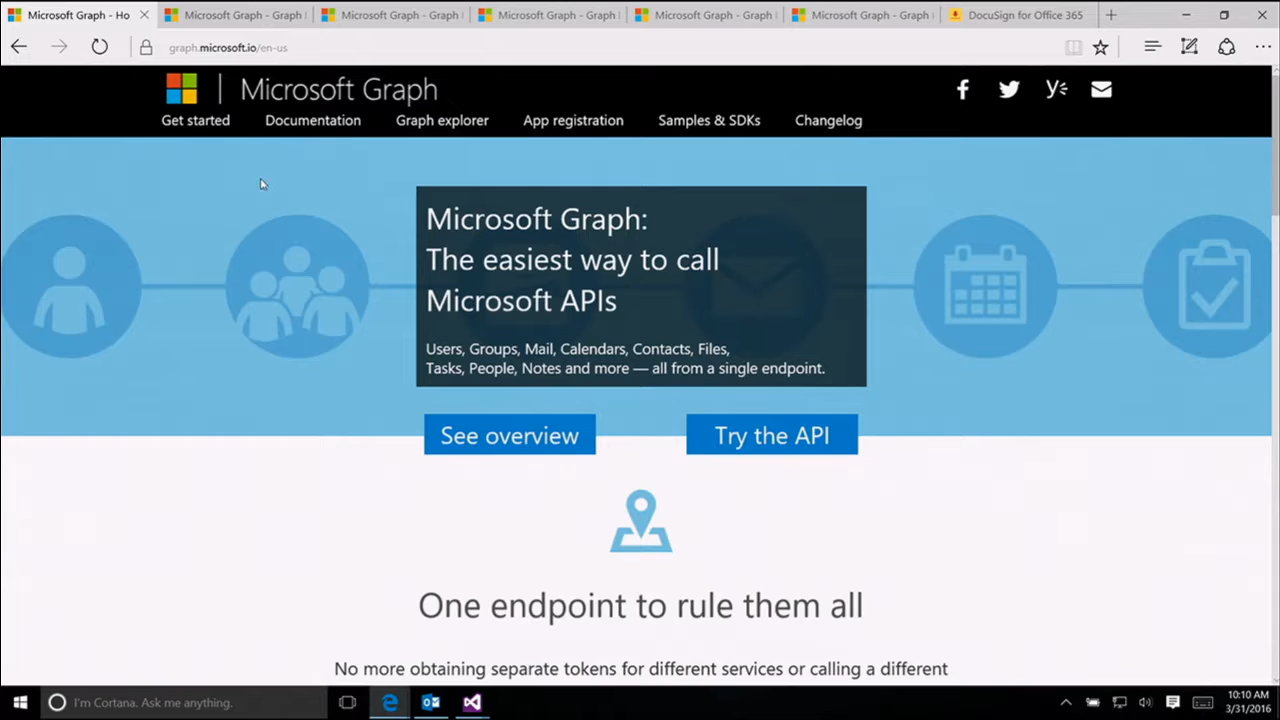 Microsoft Graph - Ho
Microsoft Graph - Graph
Microsoft Graph - Graph
Microsoft Graph - Graph
Microsoft Graph - Graph
Microsoft Graph - Graph
DocuSign for Office 365
graph.microsoft.io/en-us
Microsoft Graph
Get started
Documentation
Graph explorer
App registration
Samples & SDKs
Changelog
Microsoft Graph:
The easiest way to call
Microsoft APIs
Users, Groups, Mail, Calendars, Contacts, Files,
Tasks, People, Notes and more — all from a single endpoint.
See overview
Try the API
One endpoint to rule them all
No more obtaining separate tokens for different services or calling a different
I'm Cortana. Ask me anything.
10:10 AM
3/31/2016